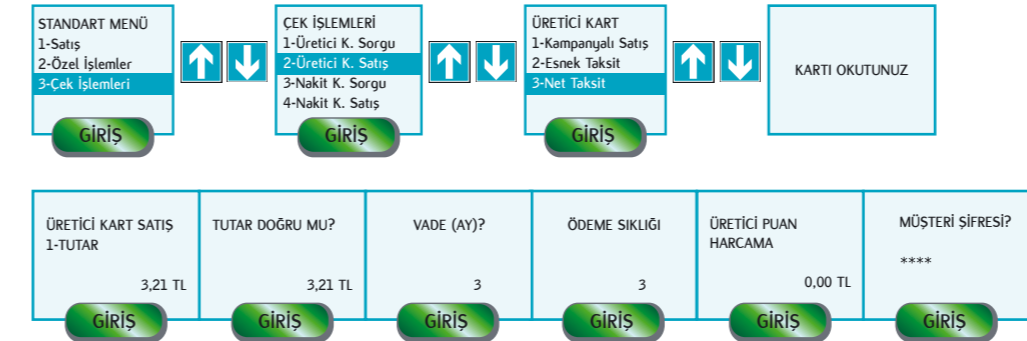 STANDART MENÜ
1-Satış
2-Özel İşlemler
3-Çek İşlemleri
GİRİŞ
ÇEK İŞLEMLERİ
1-Üretici K. Sorgu
2-Üretici K. Satış
3-Nakit K. Sorgu
4-Nakit K. Satış
GİRİŞ
ÜRETİCİ KART
1-Kampanyalı Satış
2-Esnek Taksit
3-Net Taksit
GİRİŞ
KARTI OKUTUNUZ
ÜRETİCİ KART SATIŞ
1-TUTAR
3,21 TL
GİRİŞ
TUTAR DOĞRU MU?
3,21 TL
GİRİŞ
VADE (AY)?
3
GİRİŞ
ÖDEME SIKLIĞI
3
GİRİŞ
ÜRETİCİ PUAN
HARCAMA
0,00 TL
GİRİŞ
MÜŞTERİ ŞİFRESİ?
****
GİRİŞ